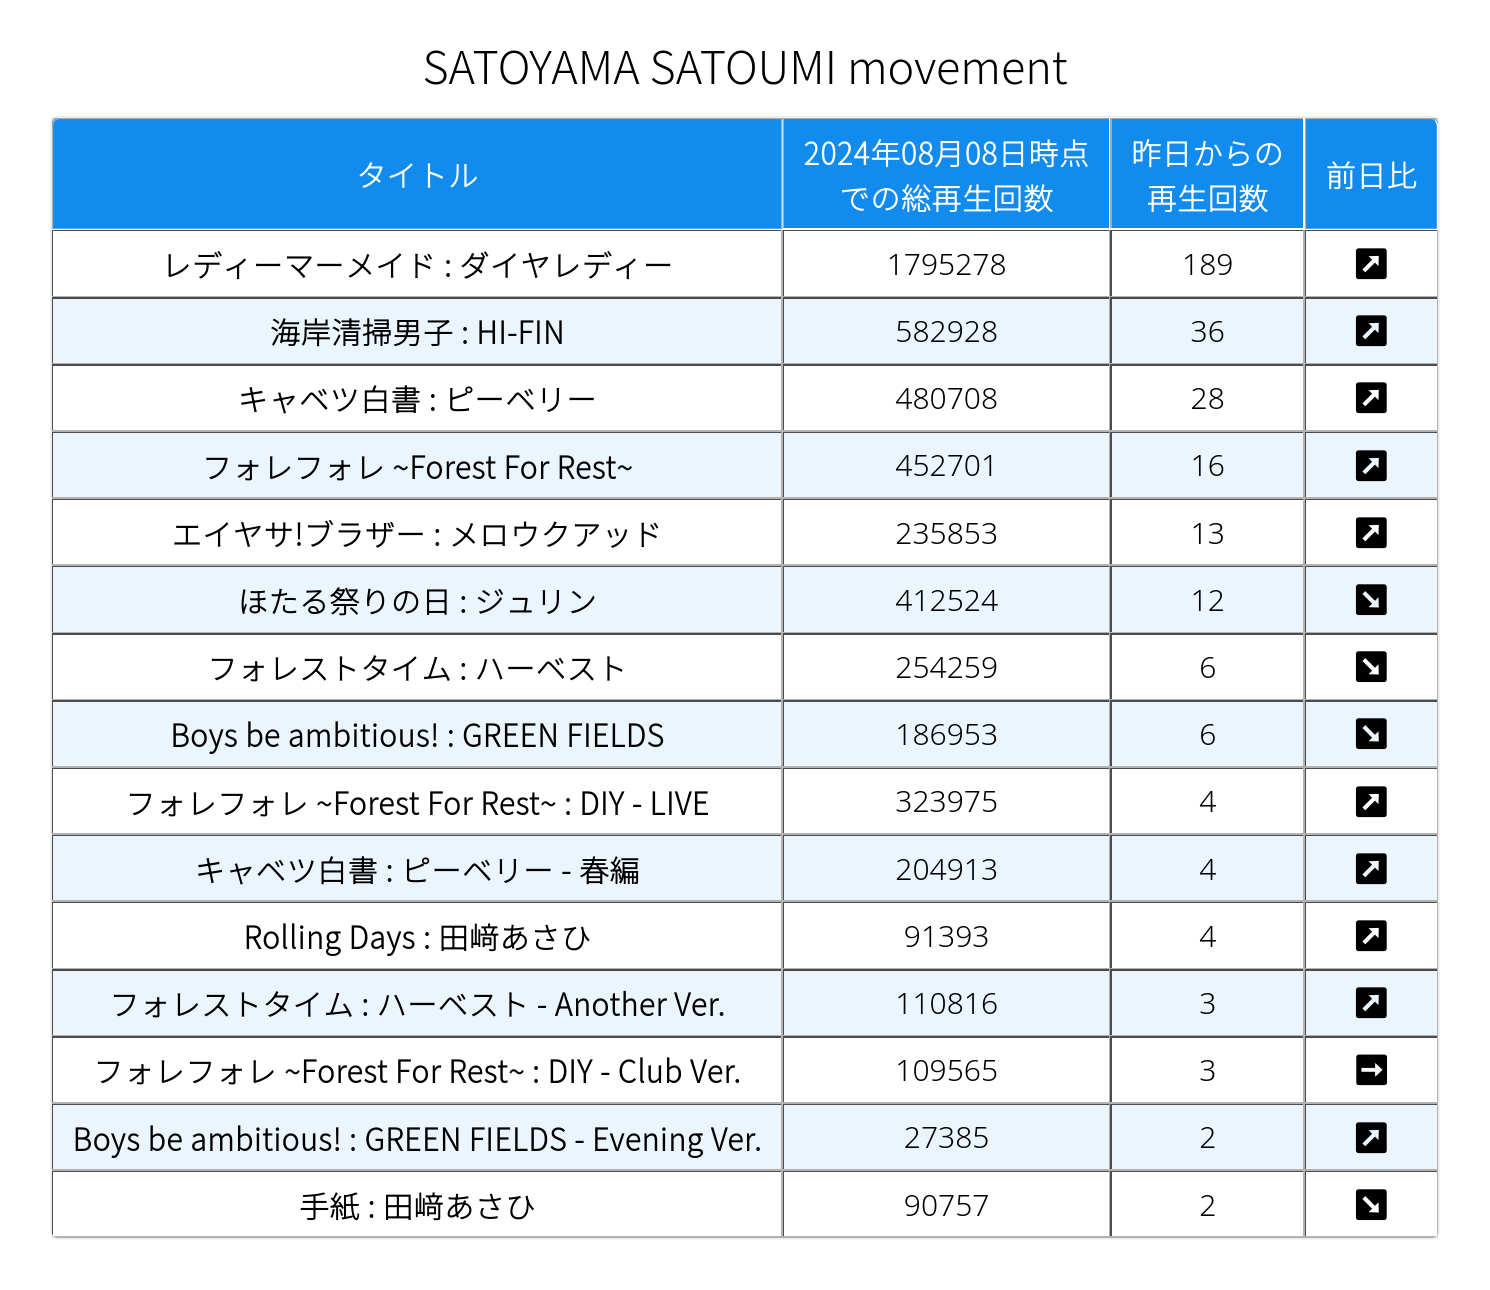 SATOYAMA SATOUMI movement
タイトル
2024年08月08日時点
での総再生回数
昨日からの
再生回数
前日比
レディーマーメイド : ダイヤレディー 1795278 189
海岸清掃男子 : HI-FIN 582928 36
キャベツ白書 : ピーベリー 480708 28
フォレフォレ ~Forest For Rest~ 452701 16
エイヤサ!ブラザー : メロウクアッド 235853 13
ほたる祭りの日 : ジュリン 412524 12
フォレストタイム : ハーベスト 254259 6
Boys be ambitious! : GREEN FIELDS 186953 6
フォレフォレ ~Forest For Rest~ : DIY - LIVE 323975 4
キャベツ白書 : ピーベリー - 春編 204913 4
Rolling Days : 田﨑あさひ 91393 4
フォレストタイム : ハーベスト - Another Ver. 110816 3
フォレフォレ ~Forest For Rest~ : DIY - Club Ver. 109565 3
Boys be ambitious! : GREEN FIELDS - Evening Ver. 27385 2
手紙 : 田﨑あさひ 90757 2